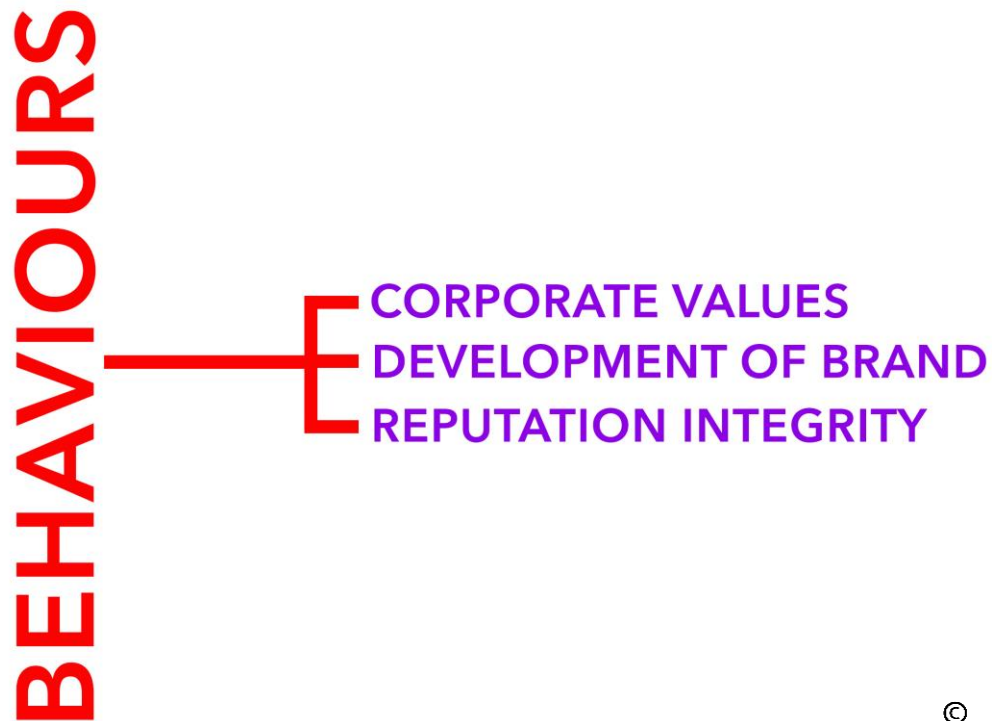 BEHAVIOURS
CORPORATE VALUES
DEVELOPMENT OF BRAND
REPUTATION INTEGRITY
©